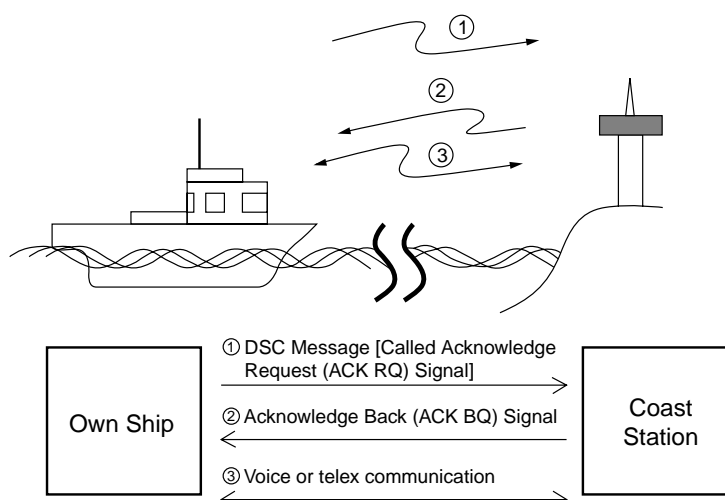 ①
②
③
① DSC Message [Called Acknowledge
Request (ACK RQ) Signal]
Own Ship
② Acknowledge Back (ACK BQ) Signal
Coast
Station
③ Voice or telex communication